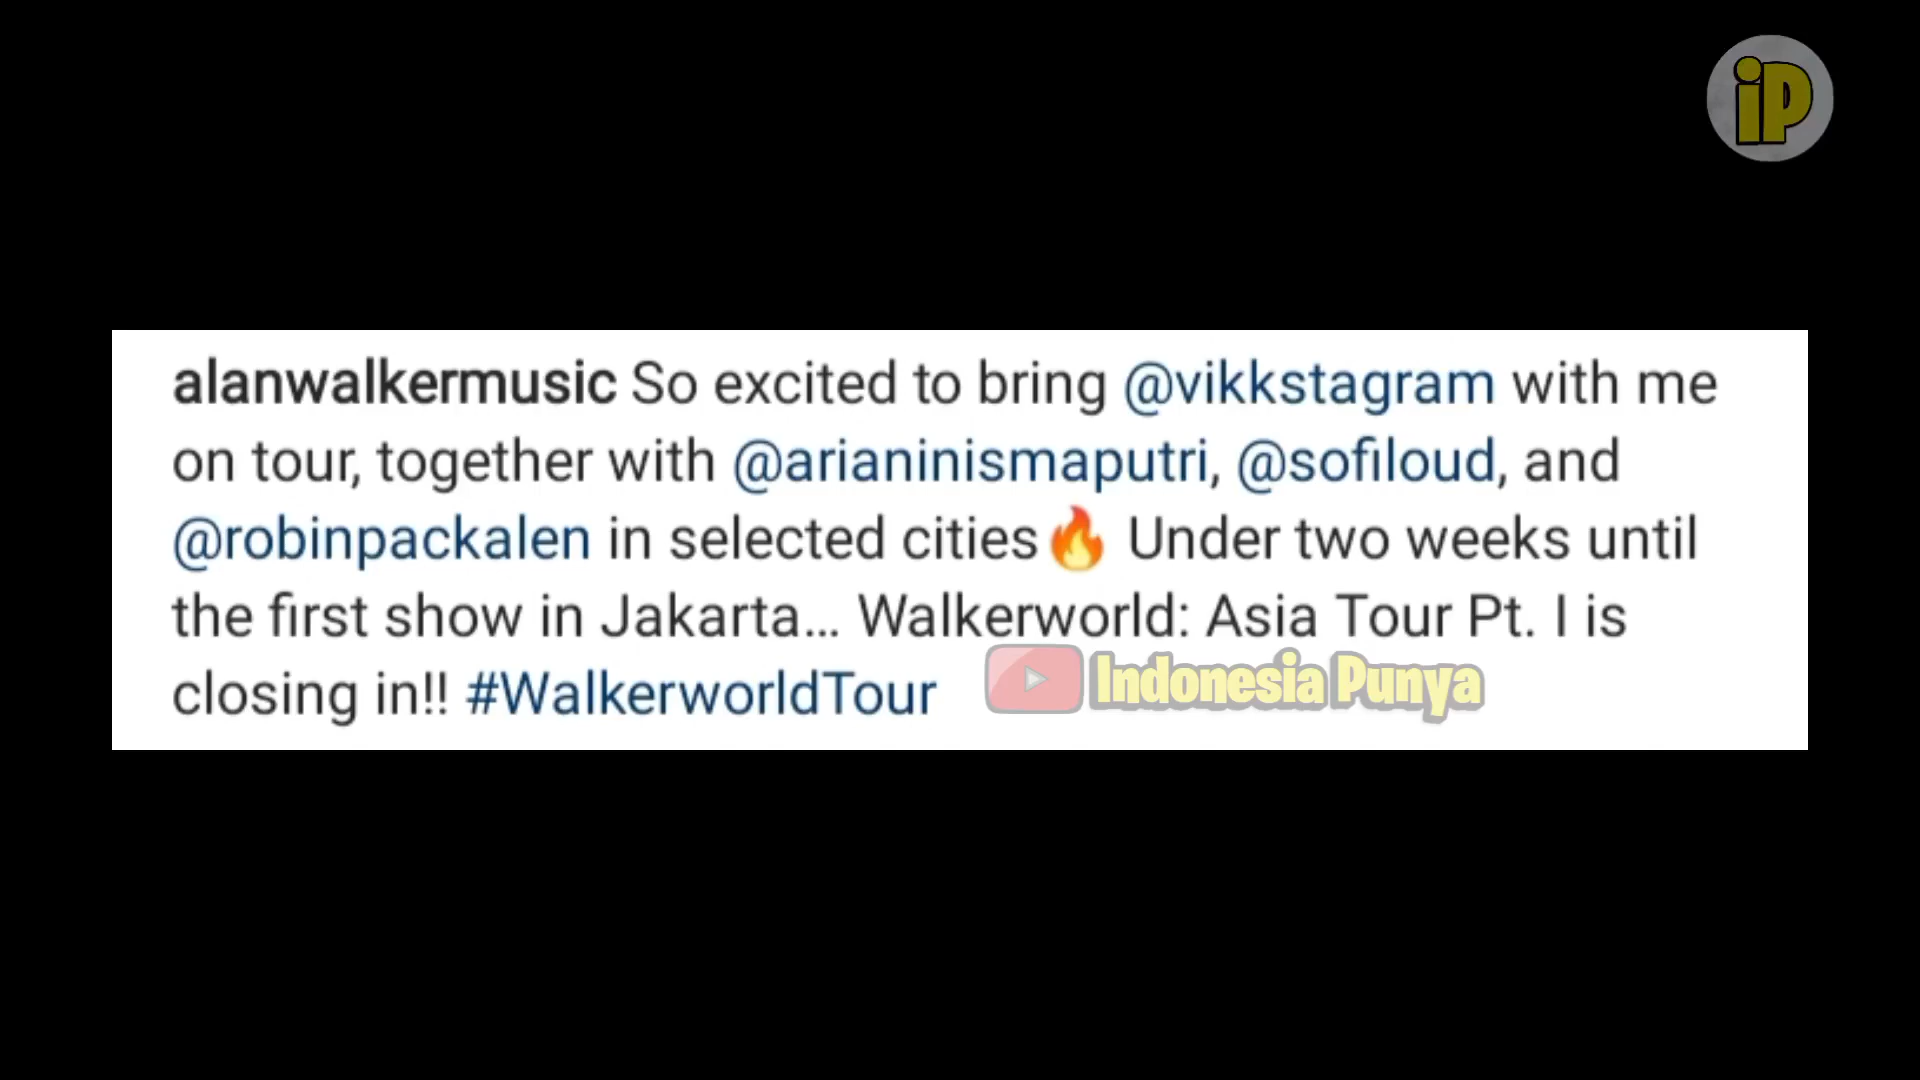 iP
alanwalkermusic So excited to bring @vikkstagram with me
on tour, together with @arianinismaputri, @sofiloud, and
@robinpackalen in selected cities🔥 Under two weeks until
the first show in Jakarta... Walkerworld: Asia Tour Pt. I is
closing in!! #WalkerworldTour
Indonesia Punya